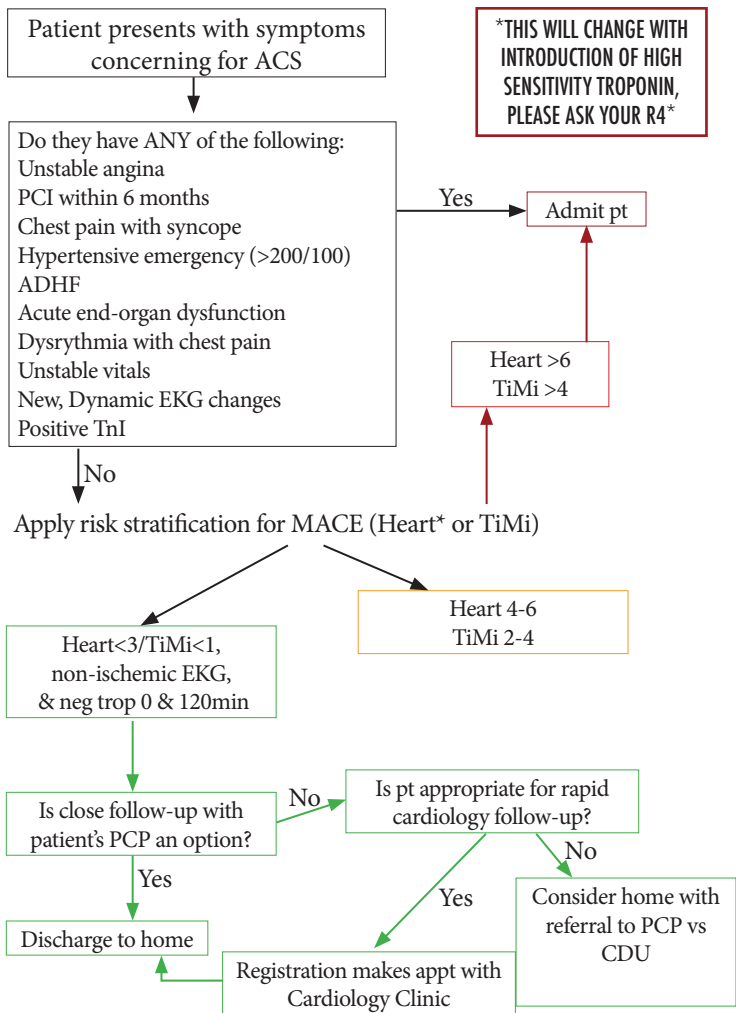 Patient presents with symptoms
concerning for ACS
*THIS WILL CHANGE WITH
INTRODUCTION OF HIGH
SENSITIVITY TROPONIN,
PLEASE ASK YOUR R4*
Do they have ANY of the following:
Unstable angina
PCI within 6 months
Chest pain with syncope
Hypertensive emergency (>200/100)
ADHF
Acute end-organ dysfunction
Dysrythmia with chest pain
Unstable vitals
New, Dynamic EKG changes
Positive TnI
Yes
Admit pt
Heart >6
TiMi >4
No
Apply risk stratification for MACE (Heart* or TiMi)
Heart 4-6
TiMi 2-4
Heart<3/TiMi<1,
non-ischemic EKG,
& neg trop 0 & 120min
Is close follow-up with
patient's PCP an option?
No
Is pt appropriate for rapid
cardiology follow-up?
Yes
Yes
No
Discharge to home
Consider home with
referral to PCP vs
CDU
Registration makes appt with
Cardiology Clinic